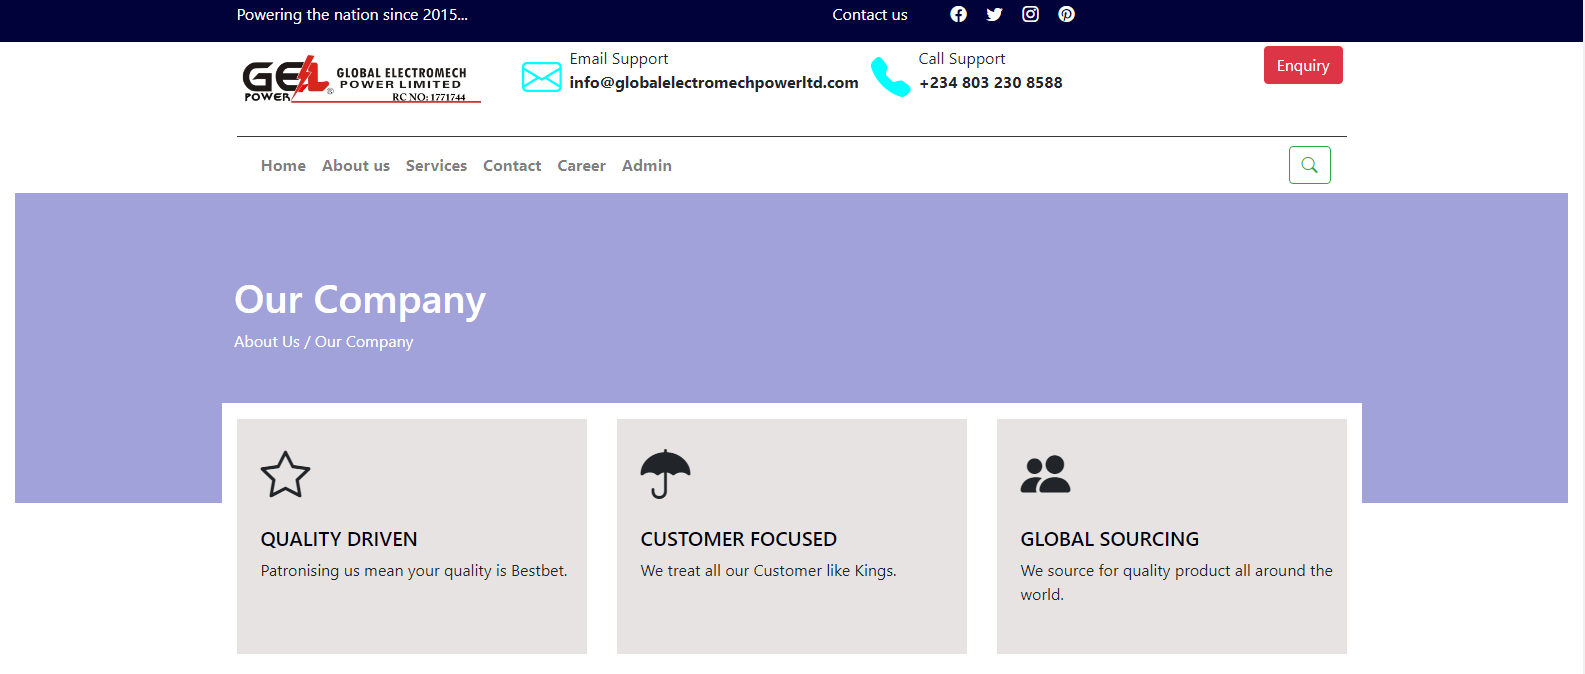 Powering the nation since 2015...
Contact us
GEL
POWER
®
GLOBAL ELECTROMECH
POWER LIMITED
RC NO: 1771744
Email Support
info@globalelectromechpowerltd.com
Call Support
+234 803 230 8588
Enquiry
Home About us Services Contact Career Admin
Our Company
About Us / Our Company
QUALITY DRIVEN
Patronising us mean your quality is Bestbet.
CUSTOMER FOCUSED
We treat all our Customer like Kings.
GLOBAL SOURCING
We source for quality product all around the
world.